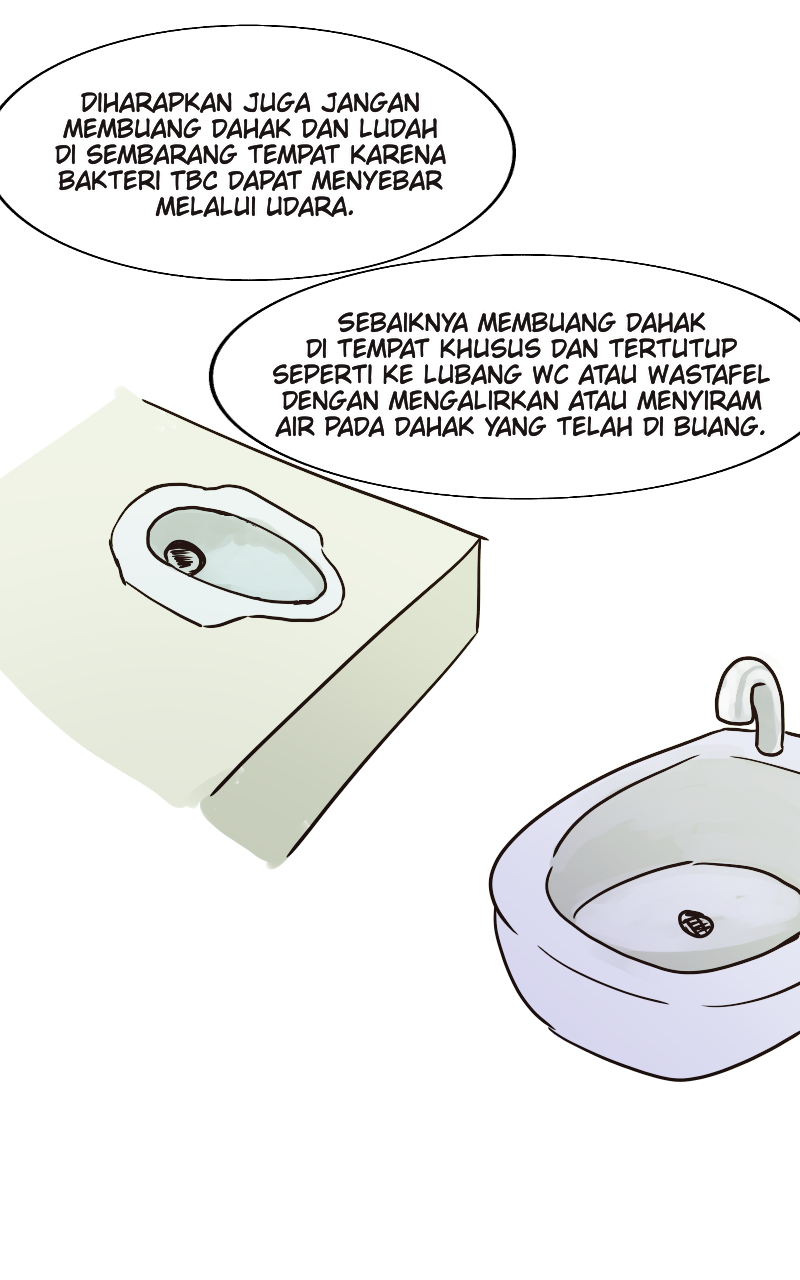 DIHARAPKAN JUGA JANGAN
MEMBUANG DAHAK DAN LUDAH
DI SEMBARANG TEMPAT KARENA
BAKTERI TBC DAPAT MENYEBAR
MELALUI UDARA.
SEBAIKNYA MEMBUANG DAHAK
DI TEMPAT KHUSUS DAN TERTUTUP
SEPERTI KE LUBANG WC ATAU WASTAFEL
DENGAN MENGALIRKAN ATAU MENYIRAM
AIR PADA DAHAK YANG TELAH DI BUANG.